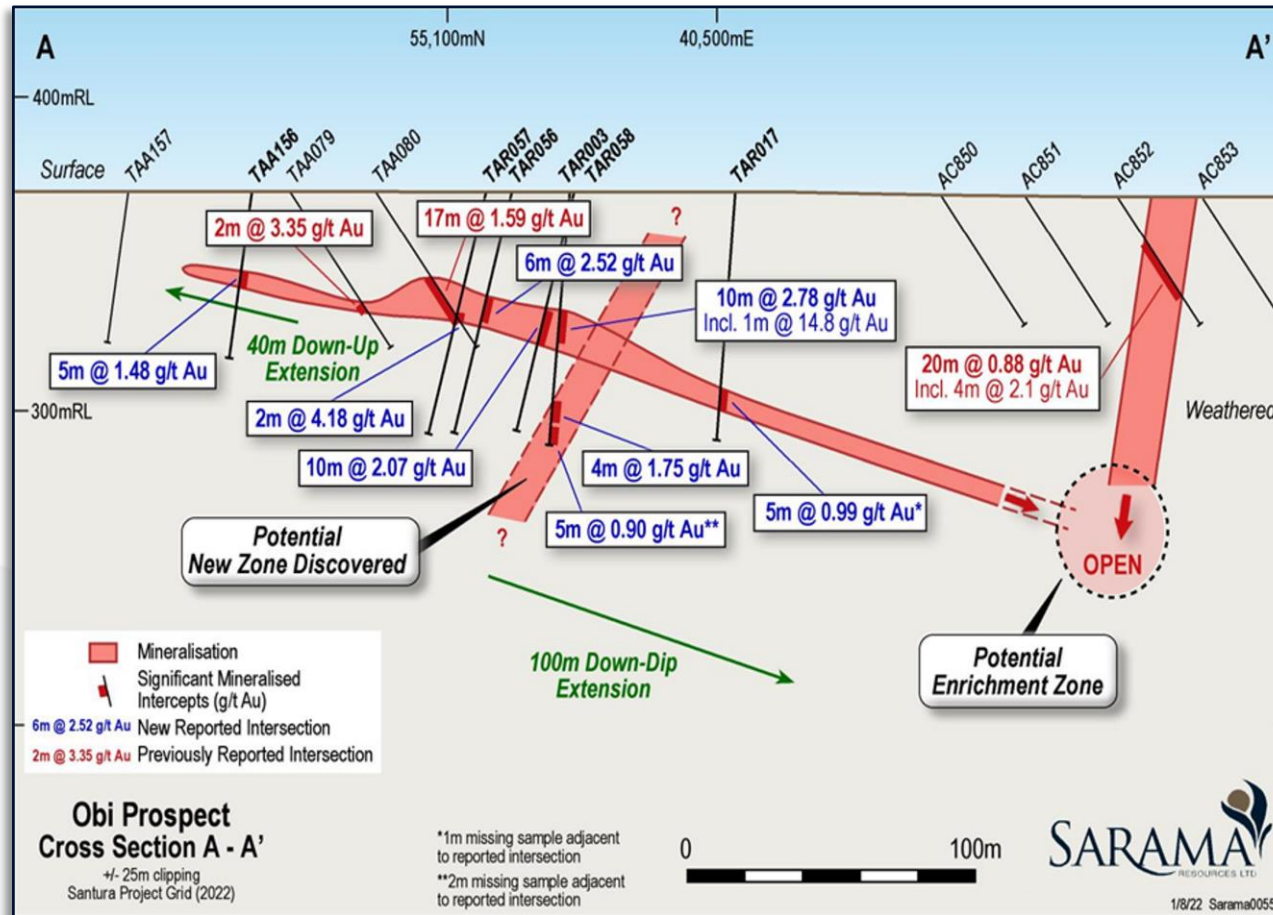 A
55,100mN
40,500mE
A'
400mRL
Surface
TAA157
TAA156
TAA079
TAA080
TAR057
TAR056
TAR003
TAR058
TAR017
AC850
AC851
AC852
AC853
2m @ 3.35 g/t Au
17m @ 1.59 g/t Au
?
6m @ 2.52 g/t Au
10m @ 2.78 g/t Au
Incl. 1m @ 14.8 g/t Au
40m Down-Up
Extension
5m @ 1.48 g/t Au
20m @ 0.88 g/t Au
Incl. 4m @ 2.1 g/t Au
300mRL
Weathered
2m @ 4.18 g/t Au
10m @ 2.07 g/t Au
4m @ 1.75 g/t Au
5m @ 0.99 g/t Au*
5m @ 0.90 g/t Au**
?
Potential
New Zone Discovered
OPEN
100m Down-Dip
Extension
Potential
Enrichment Zone
Mineralisation
Significant Mineralised
Intercepts (g/t Au)
6m @ 2.52 g/t Au New Reported Intersection
2m @ 3.35 g/t Au Previously Reported Intersection
Obi Prospect
Cross Section A - A'
+/- 25m clipping
Santura Project Grid (2022)
*1m missing sample adjacent
to reported intersection
**2m missing sample adjacent
to reported intersection
0
100m
SARAMA
RESOURCES LTD
1/8/22 Sarama0055